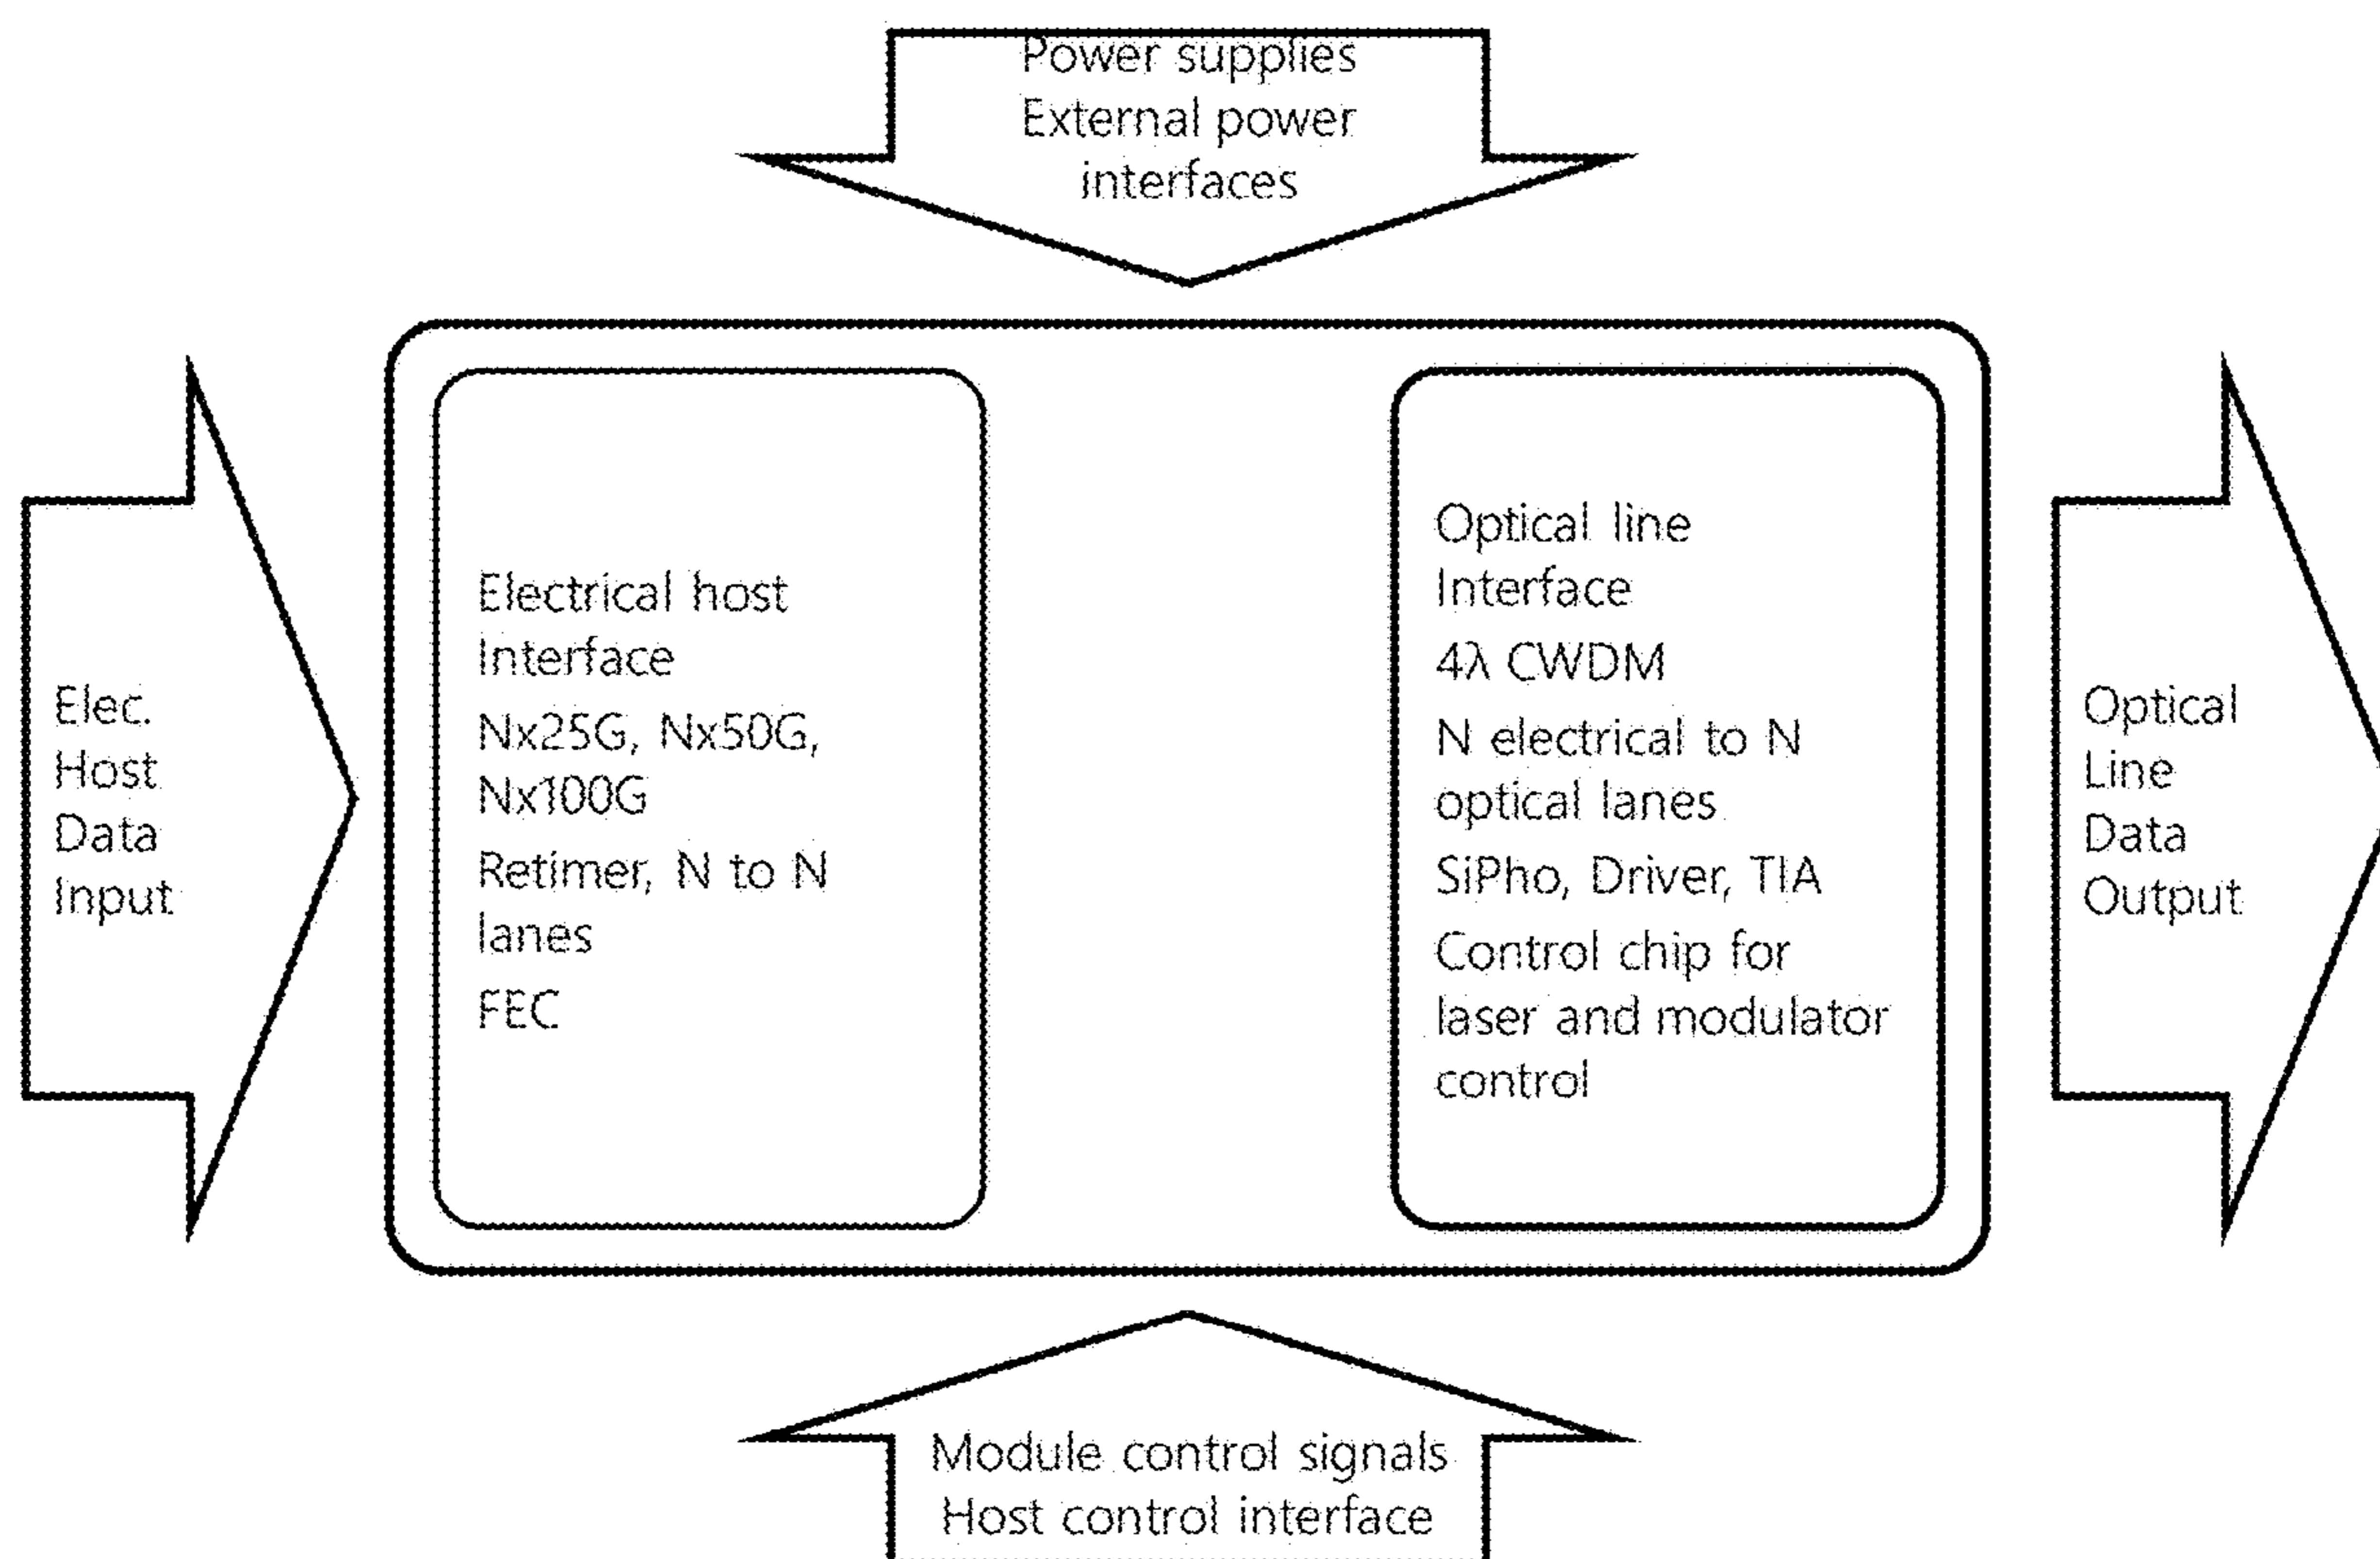 Power supplies
External power
interfaces
Elec.
Host
Data
Input
Electrical host
Interface
Nx25G, Nx50G,
Nx100G
Retimer, N to N
lanes
FEC
Optical line
Interface
4λ CWDM
N electrical to N
optical lanes
SiPho, Driver, TIA
Control chip for
laser and modulator
control
Optical
Line
Data
Output
Module control signals
Host control interface